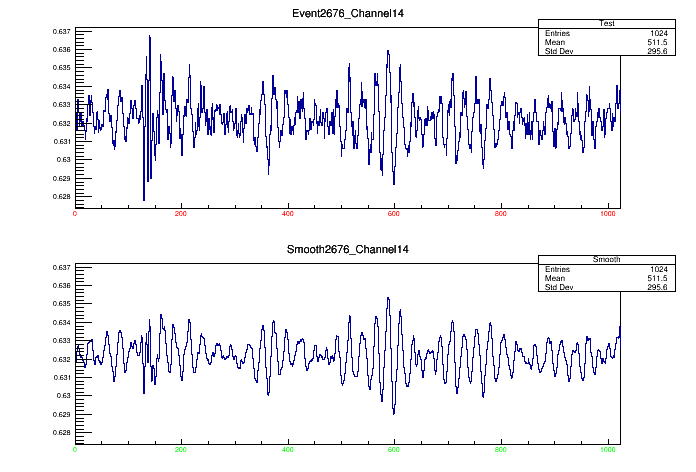 Event2676_Channel14
Test
Entries 1024
Mean 511.5
Std Dev 295.6
0.637
0.636
0.635
0.634
0.633
0.632
0.631
0.63
0.629
0.628
0 200 400 600 800 1000
Smooth2676_Channel14
Smooth
Entries 1024
Mean 511.5
Std Dev 295.6
0.637
0.636
0.635
0.634
0.633
0.632
0.631
0.63
0.629
0.628
0 200 400 600 800 1000